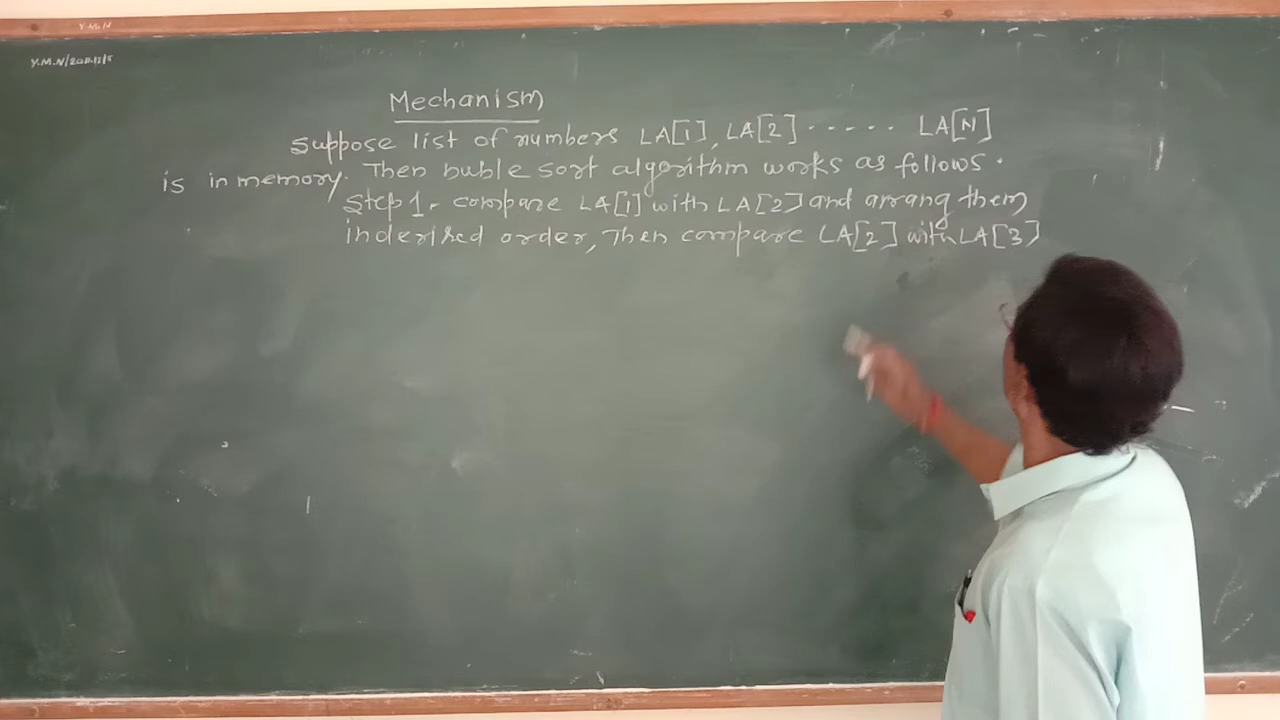 Y.M.N
Mechanism
Suppose list of numbers LA[1], LA[2] ...... LA[N]
is in memory. Then buble sort algorithm works as follows.
Step 1. compare LA[1] with LA[2] and arrang them
in order, Then compare LA[2] with LA[3]